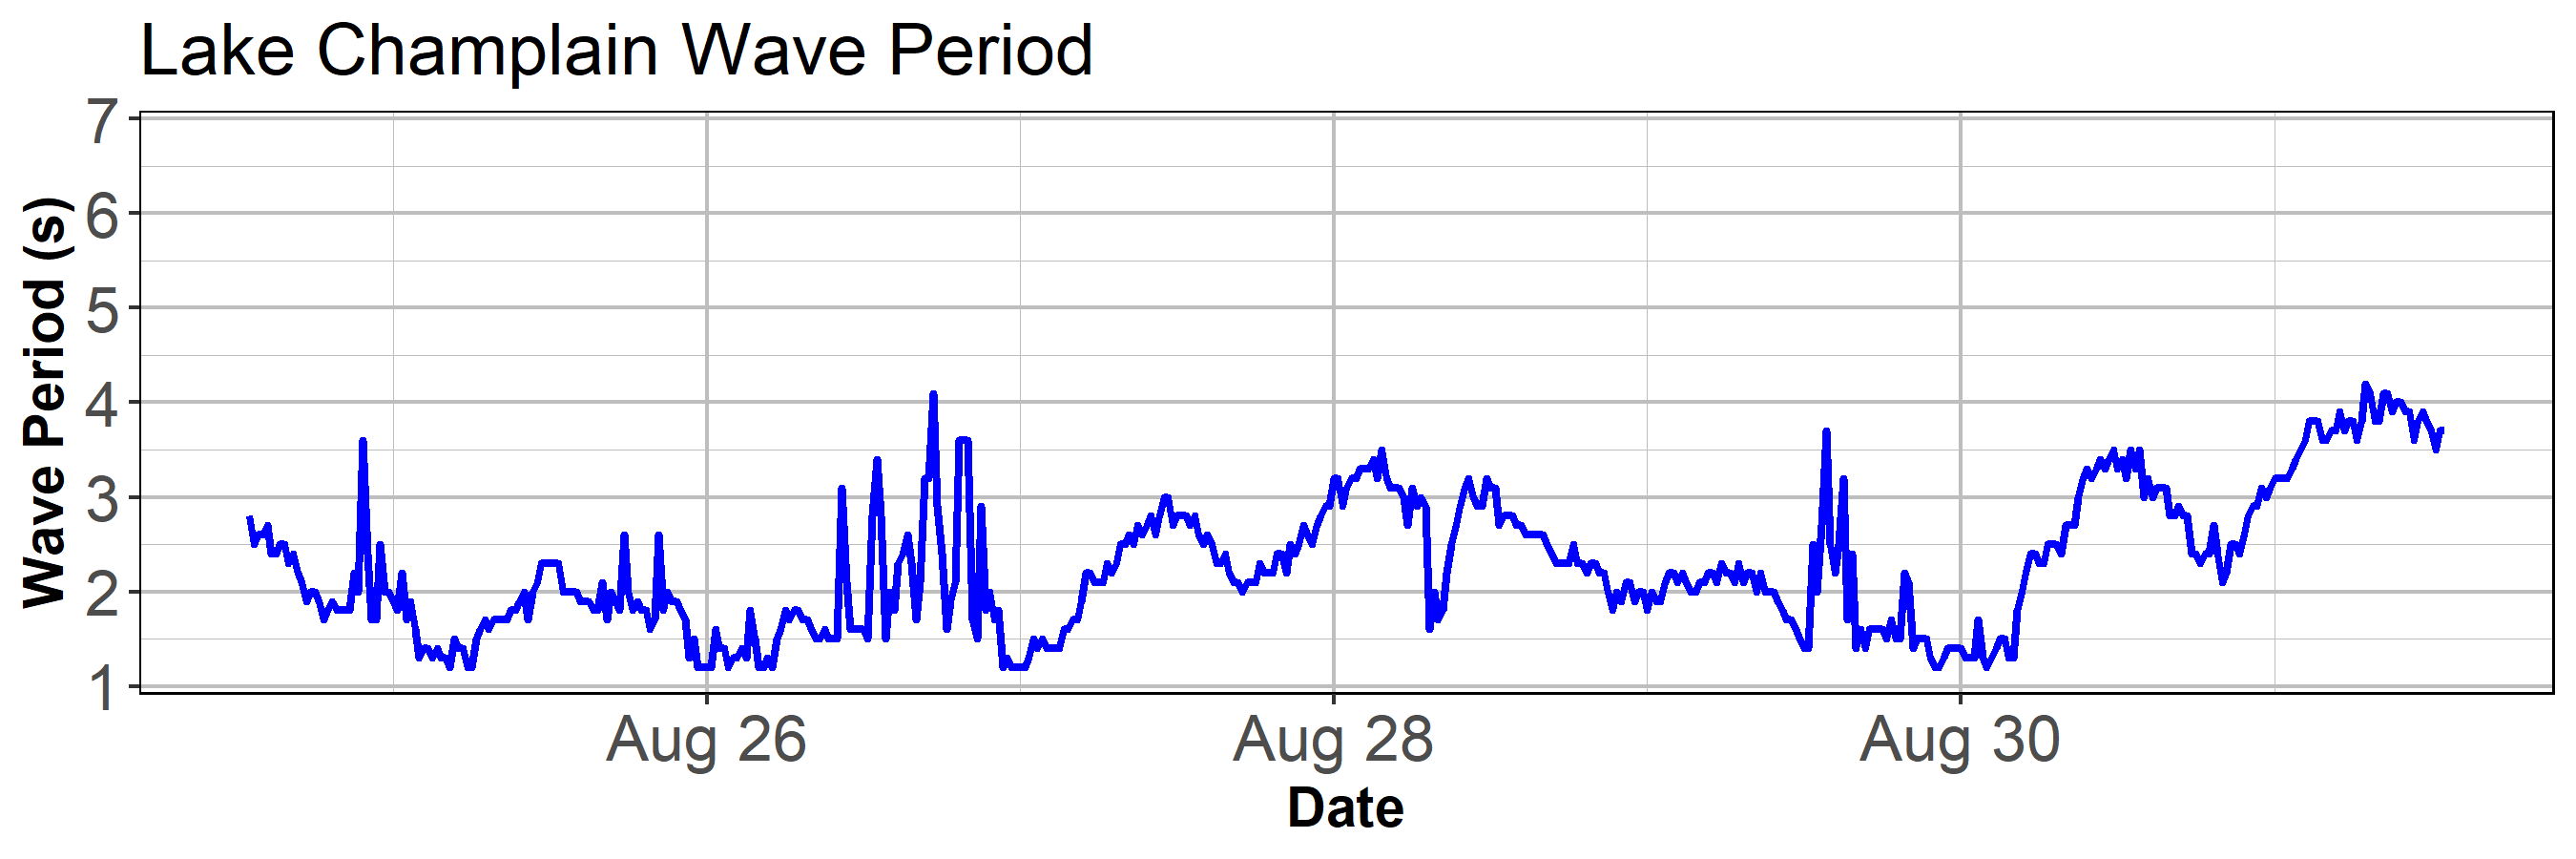 Lake Champlain Wave Period
Wave Period (s)
7
6
5
4
3
2
1
Aug 26
Aug 28
Aug 30
Date